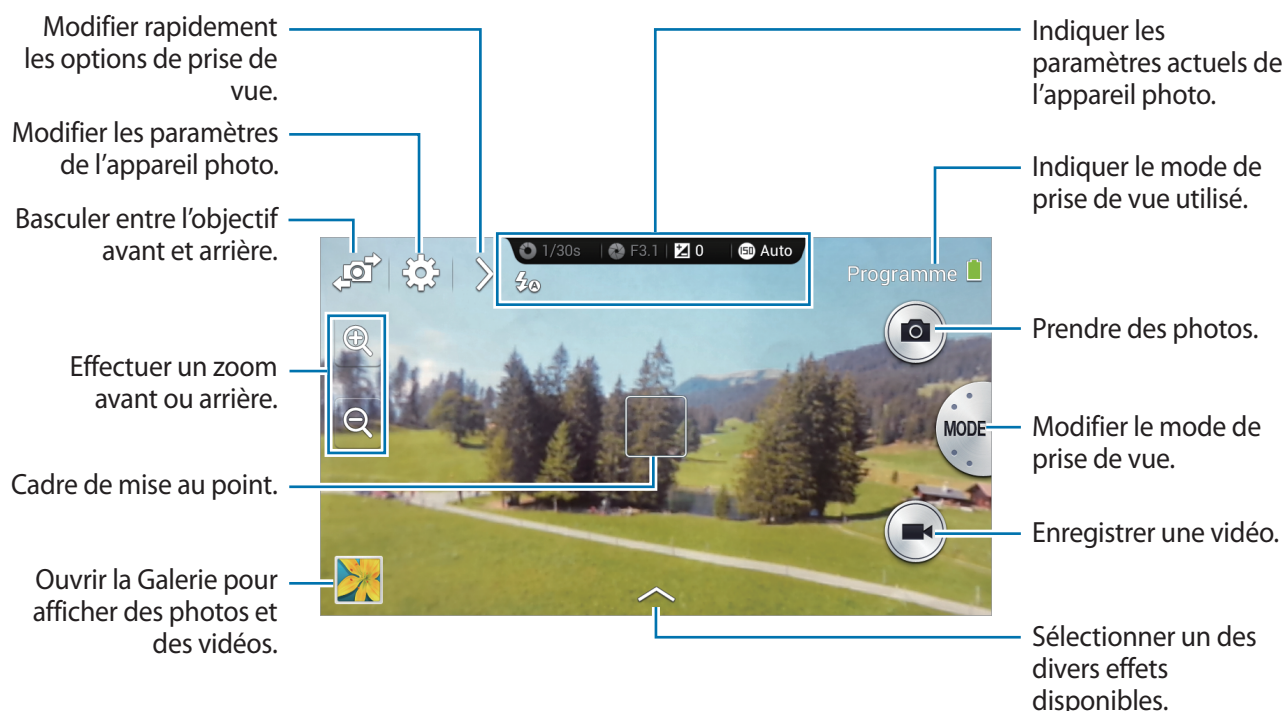 Modifier rapidement
les options de prise de
vue.
Modifier les paramètres
de l'appareil photo.
Basculer entre l'objectif
avant et arrière.
Effectuer un zoom
avant ou arrière.
Cadre de mise au point.
Ouvrir la Galerie pour
afficher des photos et
des vidéos.
1/30s F3.1 0 ISO Auto
A
Programme
MODE
Indiquer les
paramètres actuels de
l'appareil photo.
Indiquer le mode de
prise de vue utilisé.
Prendre des photos.
Modifier le mode de
prise de vue.
Enregistrer une vidéo.
Sélectionner un des
divers effets
disponibles.